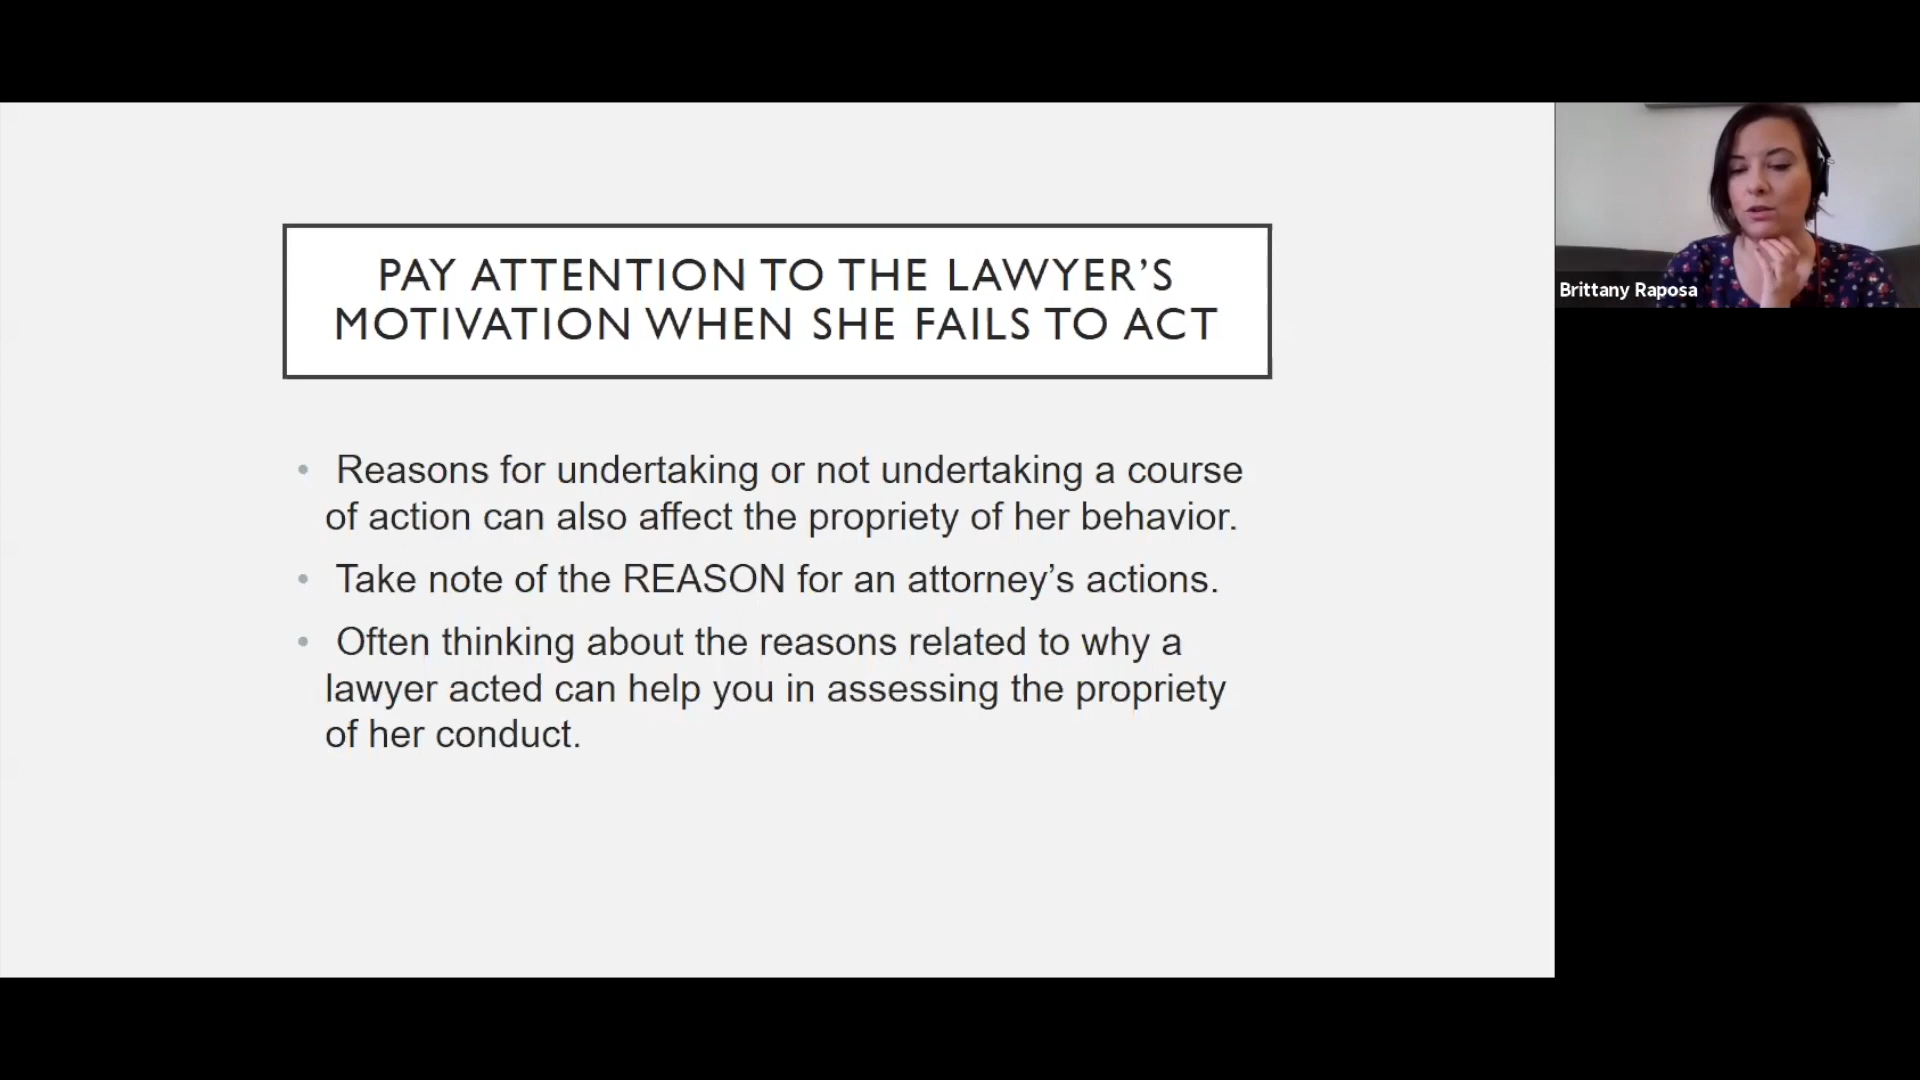 PAY ATTENTION TO THE LAWYER’S
MOTIVATION WHEN SHE FAILS TO ACT
• Reasons for undertaking or not undertaking a course
of action can also affect the propriety of her behavior.
• Take note of the REASON for an attorney’s actions.
• Often thinking about the reasons related to why a
lawyer acted can help you in assessing the propriety
of her conduct.
Brittany Raposa